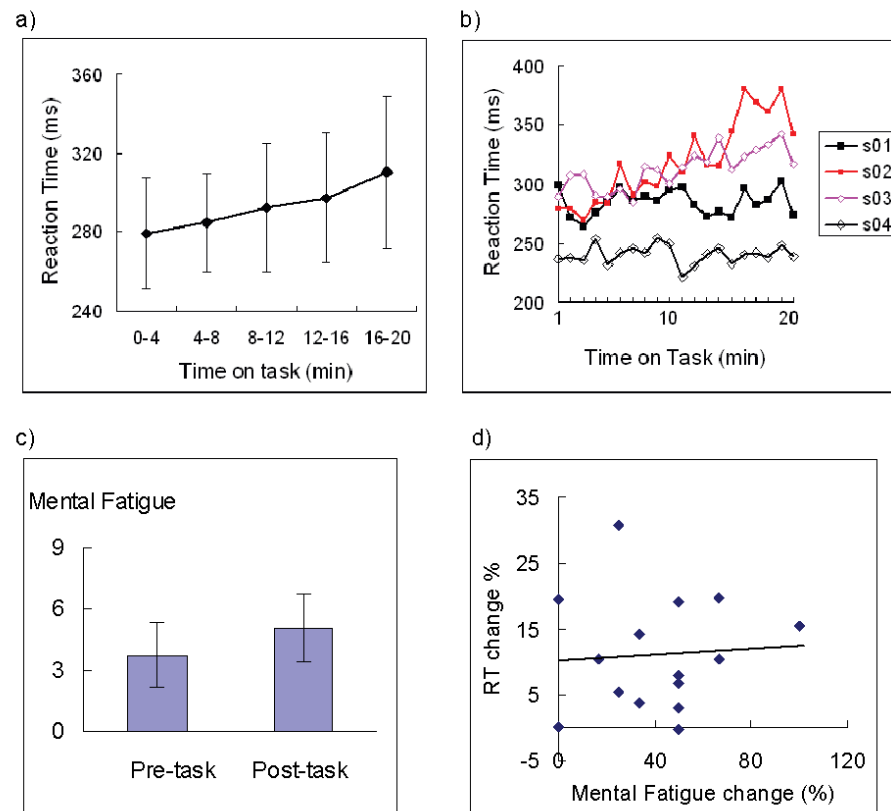 a)
360
320
280
240
Reaction Time (ms)
0-4 4-8 8-12 12-16 16-20
Time on task (min)
b)
400
350
300
250
200
Reaction Time (ms)
1 10 20
Time on Task (min)
s01
s02
s03
s04
c)
Mental Fatigue
9
6
3
0
Pre-task Post-task
d)
35
25
15
5
-5
RT change %
0 40 80 120
Mental Fatigue change (%)